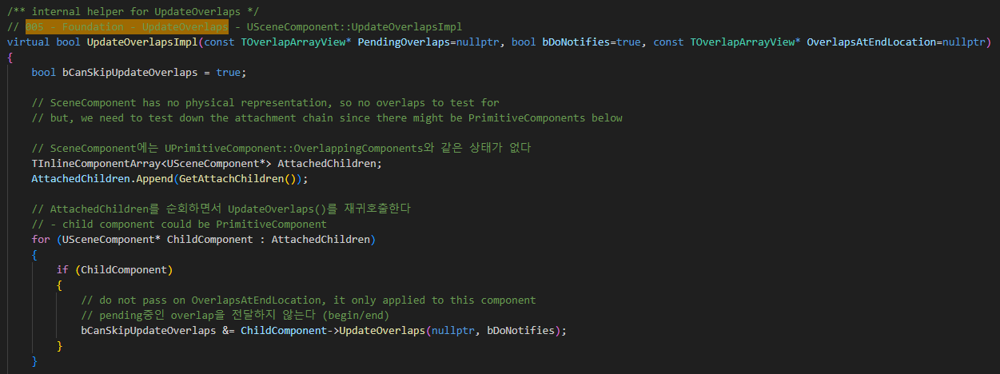 /** internal helper for UpdateOverlaps */
// 005 - Foundation - UpdateOverlaps - USceneComponent::UpdateOverlapsImpl
virtual bool UpdateOverlapsImpl(const TOverlapArrayView* PendingOverlaps=nullptr, bool bDoNotifies=true, const TOverlapArrayView* OverlapsAtEndLocation=nullptr)
{
bool bCanSkipUpdateOverlaps = true;
// SceneComponent has no physical representation, so no overlaps to test for
// but, we need to test down the attachment chain since there might be PrimitiveComponents below
// SceneComponent에는 UPrimitiveComponent::OverlappingComponents와 같은 상태가 없다
TInlineComponentArray<USceneComponent*> AttachedChildren;
AttachedChildren.Append(GetAttachChildren());
// AttachedChildren를 순회하면서 UpdateOverlaps()를 재귀호출한다
// - child component could be PrimitiveComponent
for (USceneComponent* ChildComponent : AttachedChildren)
{
if (ChildComponent)
{
// do not pass on OverlapsAtEndLocation, it only applied to this component
// pending중인 overlap을 전달하지 않는다 (begin/end)
bCanSkipUpdateOverlaps &= ChildComponent->UpdateOverlaps(nullptr, bDoNotifies);
}
}